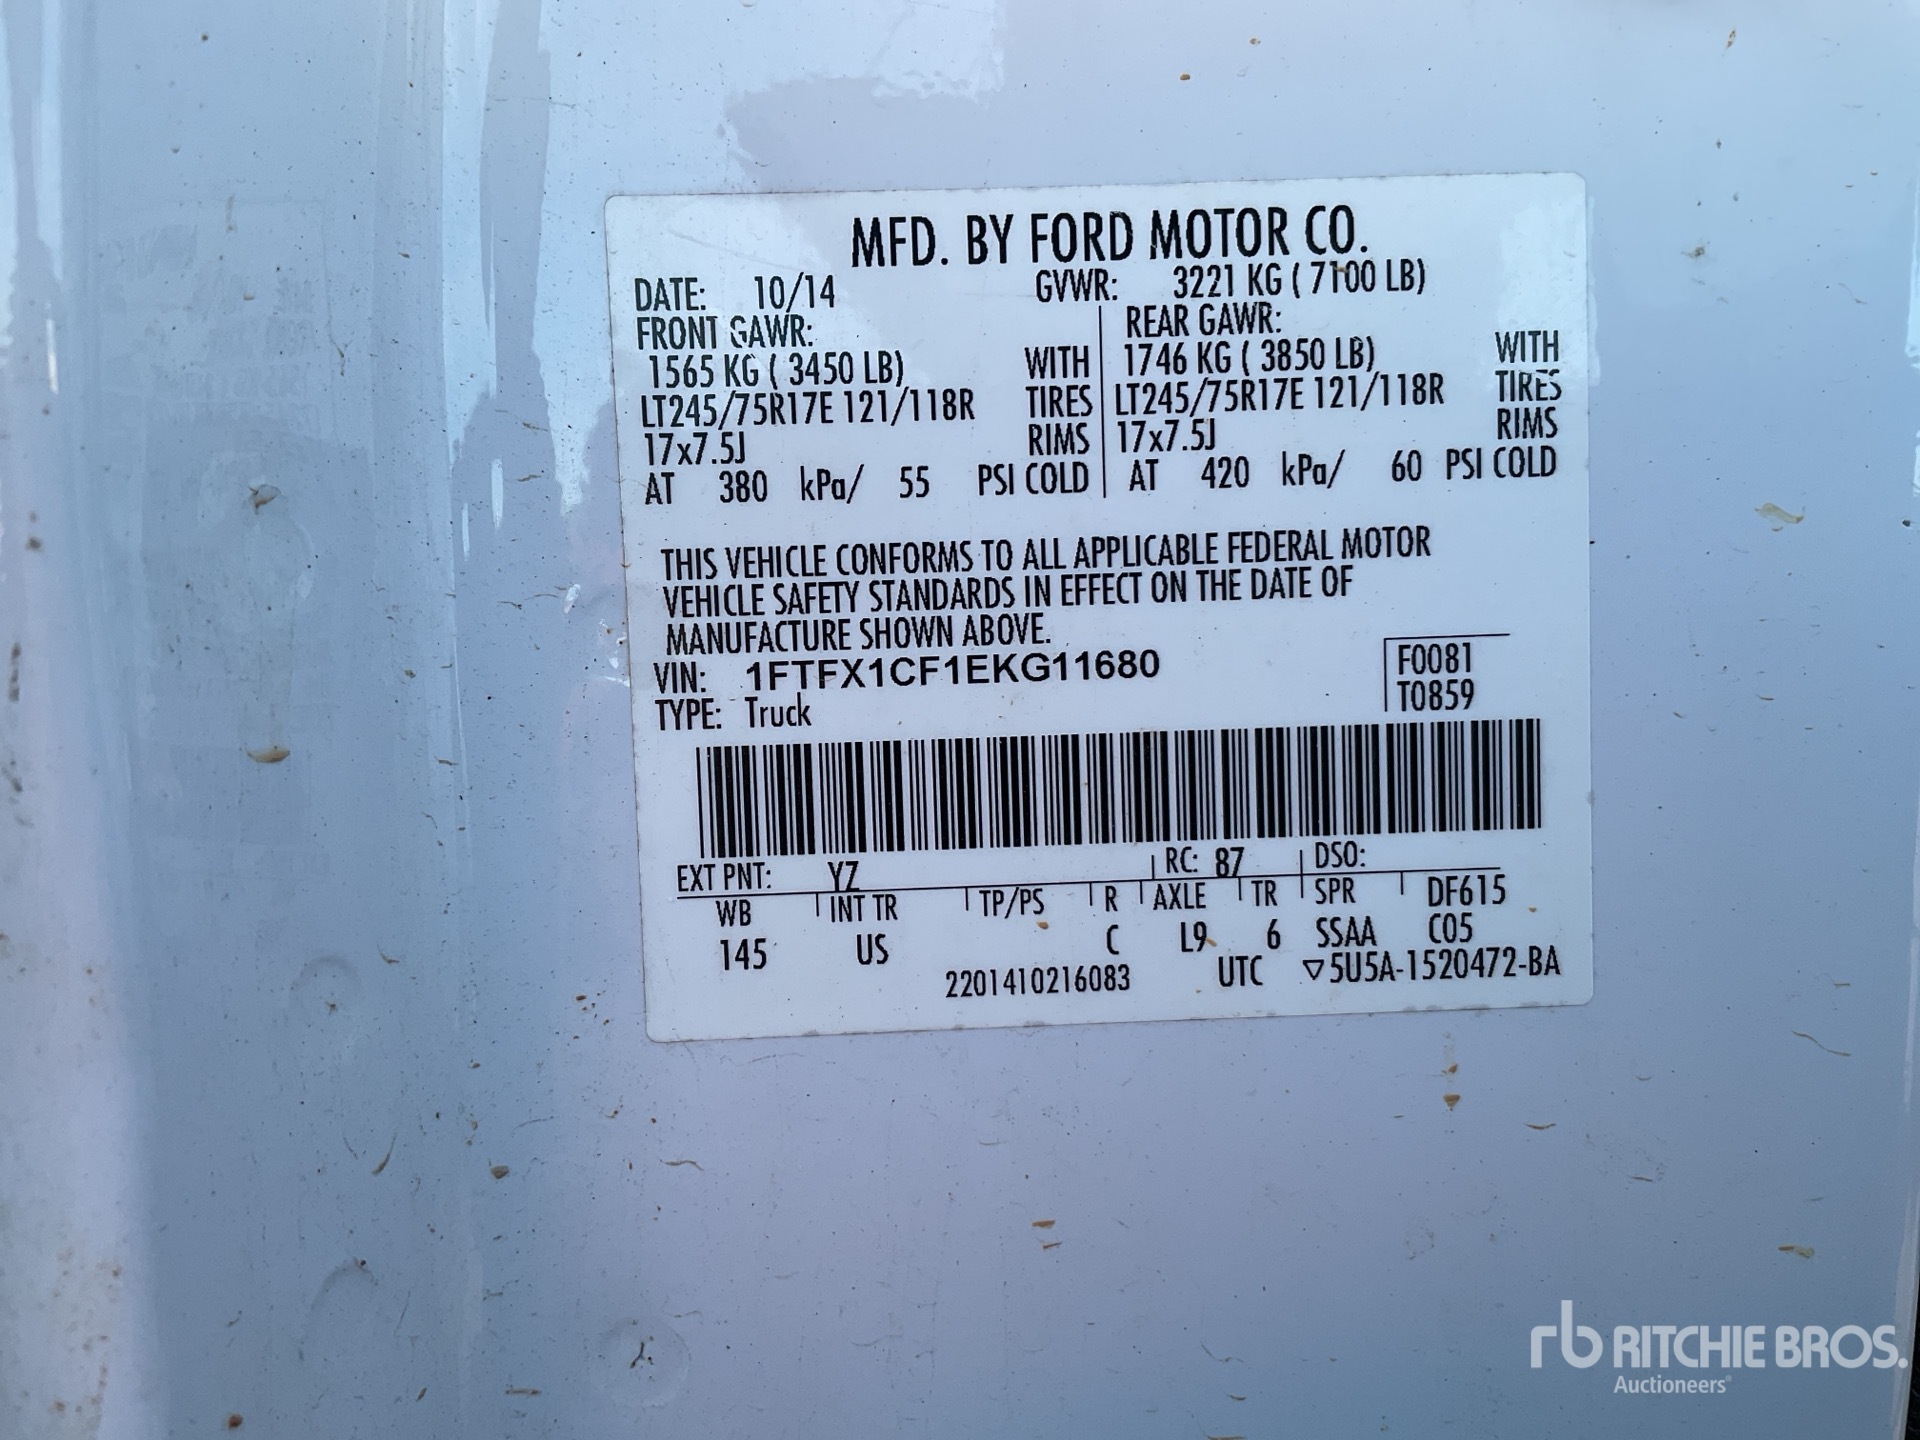 MFD. BY FORD MOTOR CO.
DATE: 10/14 GVWR: 3221 KG ( 7100 LB)
FRONT GAWR: REAR GAWR:
1565 KG ( 3450 LB) WITH 1746 KG ( 3850 LB) WITH
LT245/75R17E 121/118R TIRES LT245/75R17E 121/118R TIRES
17x7.5J RIMS 17x7.5J RIMS
AT 380 kPa/ 55 PSI COLD AT 420 kPa/ 60 PSI COLD
THIS VEHICLE CONFORMS TO ALL APPLICABLE FEDERAL MOTOR
VEHICLE SAFETY STANDARDS IN EFFECT ON THE DATE OF
MANUFACTURE SHOWN ABOVE.
VIN: 1FTFX1CF1EKG11680 F0081
TYPE: Truck T0859
EXT PNT: YZ RC: 87 DSO:
WB INT TR TP/PS R AXLE TR SPR DF615
145 US C L9 6 SSAA C05
2201410216083 UTC ▽5U5A-1520472-BA
rb RITCHIE BROS.
Auctioneers®